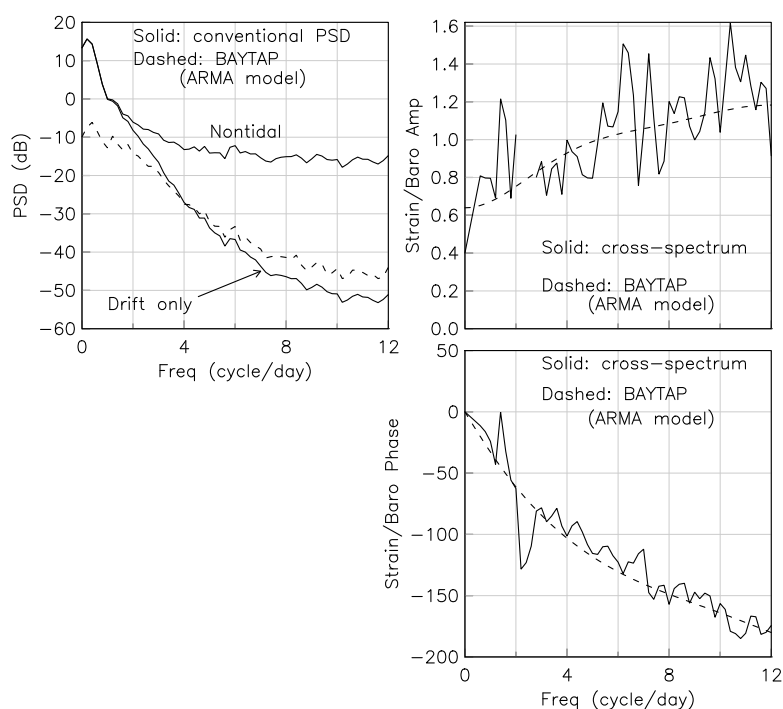 Solid: conventional PSD
Dashed: BAYTAP
(ARMA model)
20
10
0
−10
−20
−30
−40
−50
−60
PSD (dB)
Nontidal
Drift only
0
4
8
12
Freq (cycle/day)
1.6
1.4
1.2
1.0
0.8
0.6
0.4
0.2
0.0
Strain/Baro Amp
Solid: cross−spectrum
Dashed: BAYTAP
(ARMA model)
50
0
−50
−100
−150
−200
Strain/Baro Phase
Solid: cross−spectrum
Dashed: BAYTAP
(ARMA model)
0
4
8
12
Freq (cycle/day)